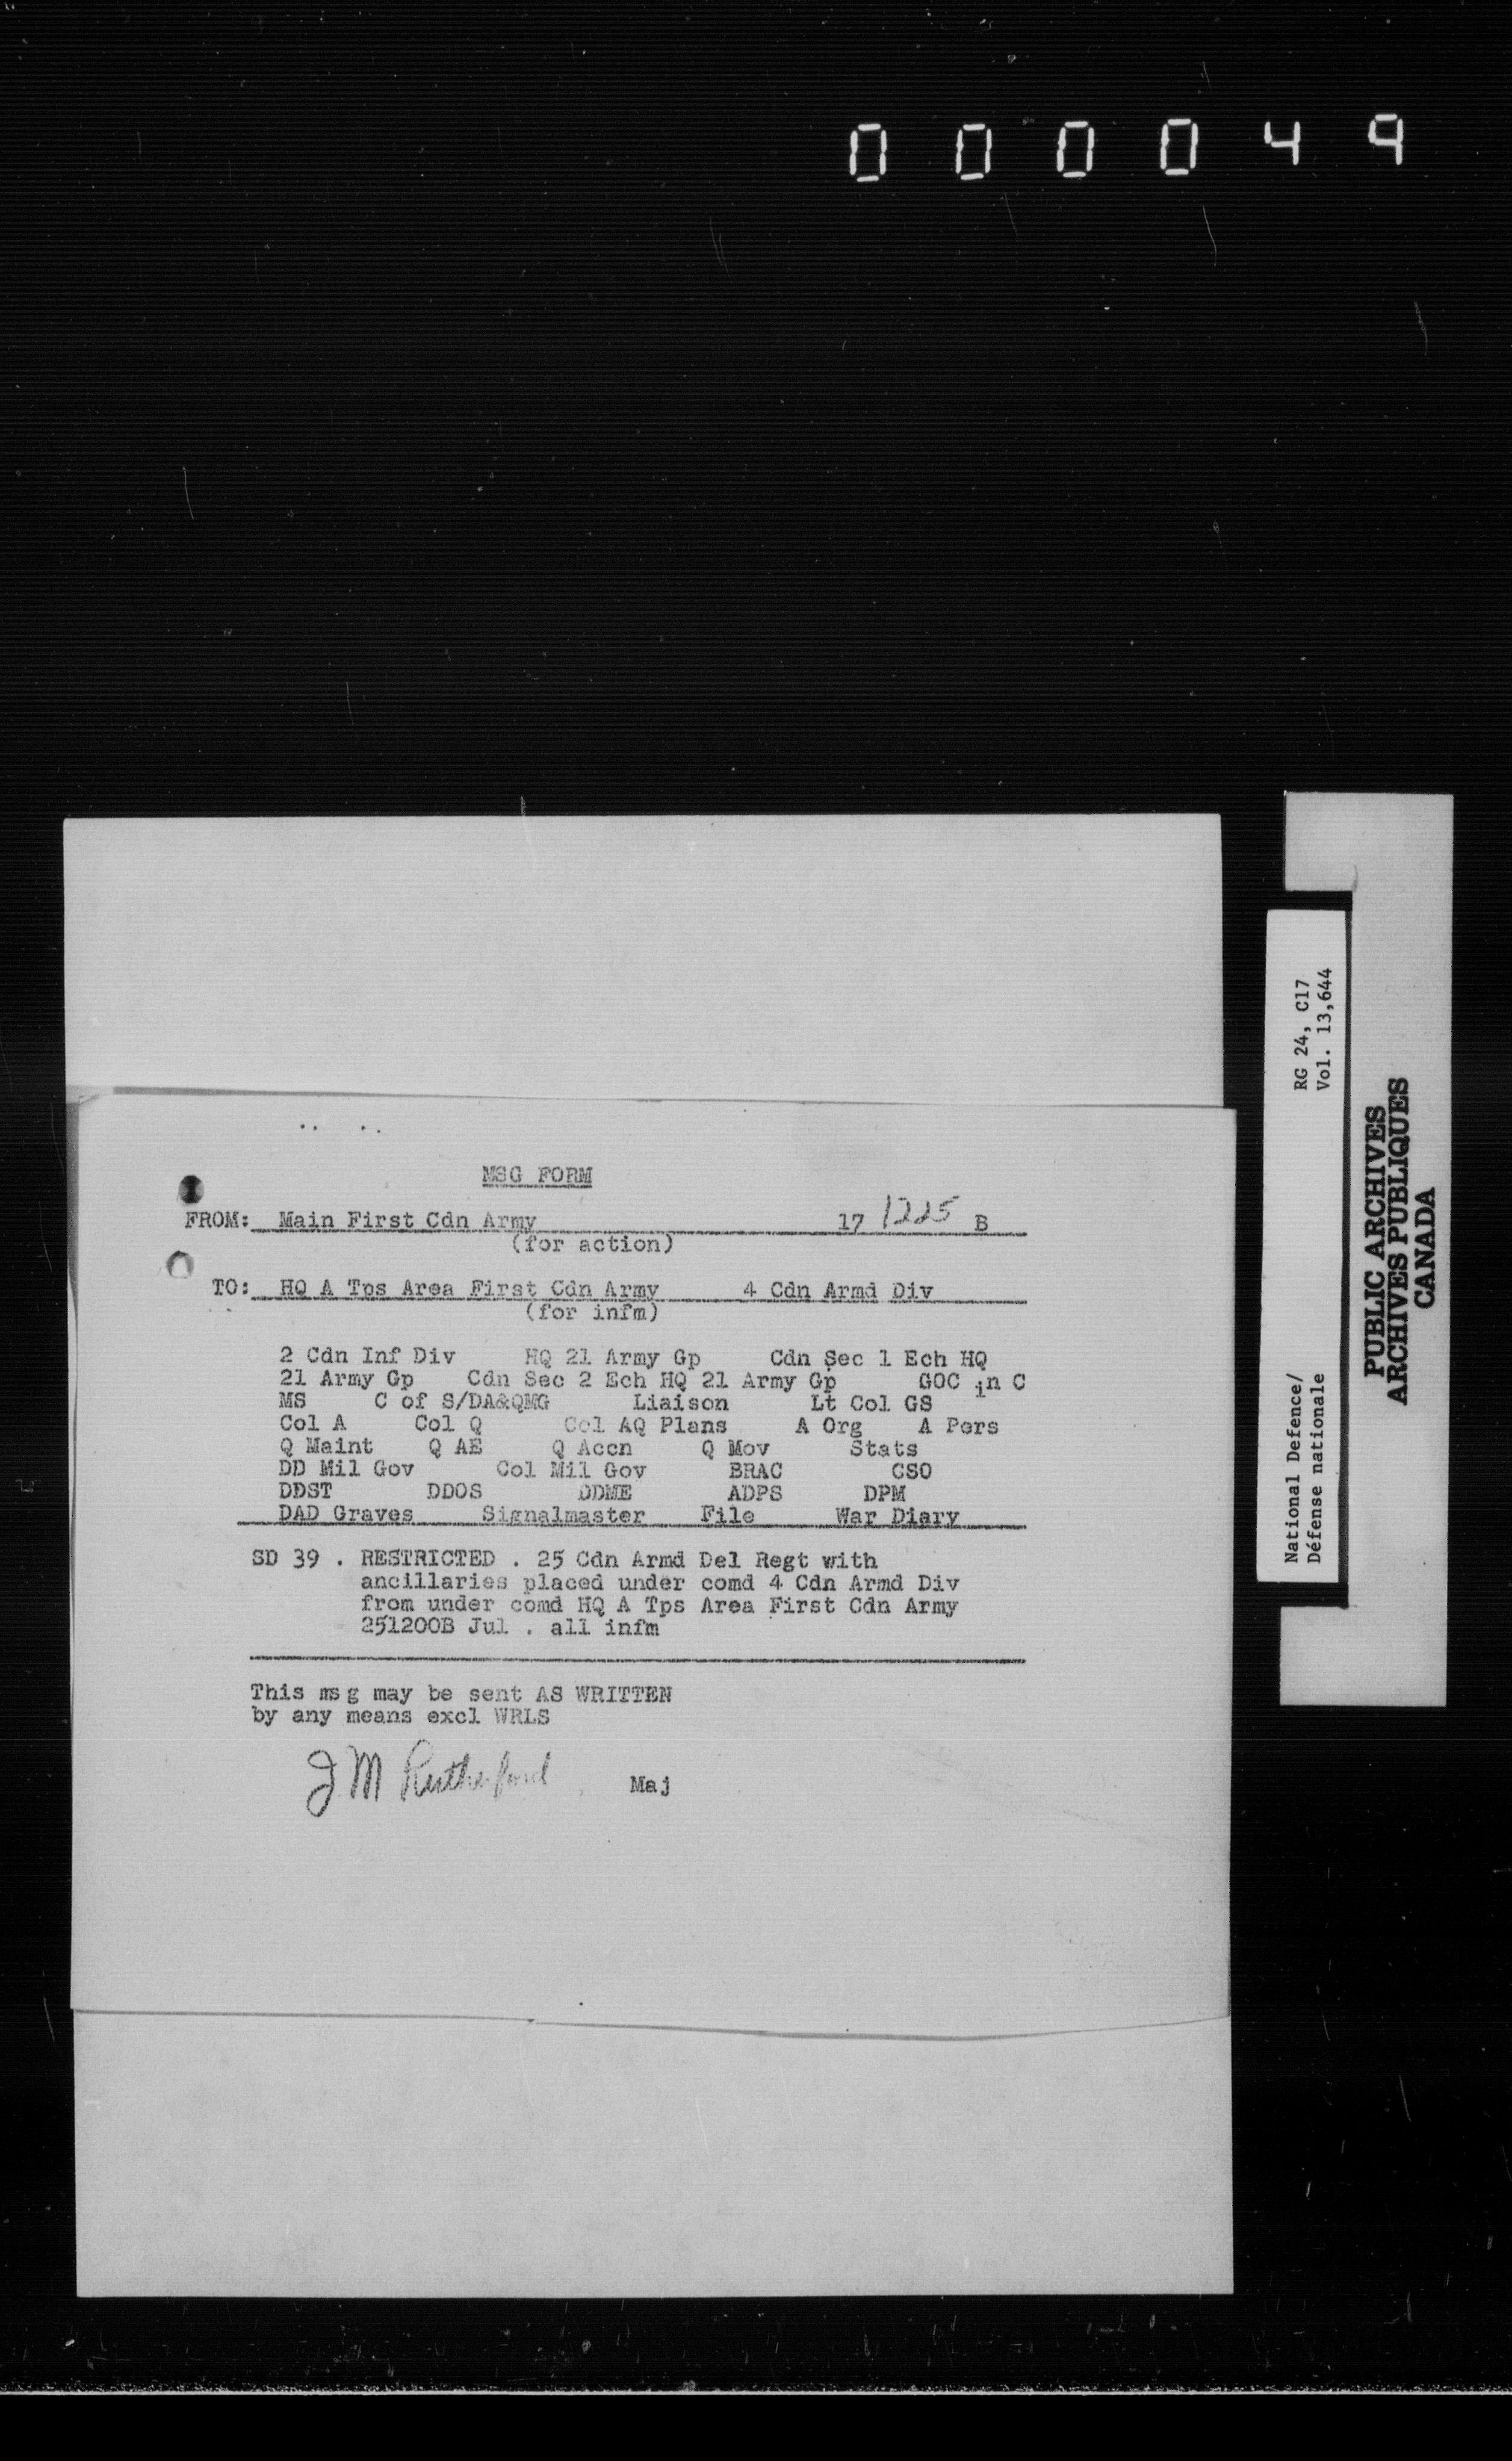 000049
MSG FORM
FROM: Main First Cdn Army 17 1225 B
(for action)
TO: HQ A Tps Area First Cdn Army 4 Cdn Armd Div
(for infm)
2 Cdn Inf Div HQ 21 Army Gp Cdn Sec 1 Ech HQ
21 Army Gp Cdn Sec 2 Ech HQ 21 Army Gp GOC in C
MS C of S/DA&QMG Liaison Lt Col GS
Col A Col Q Col AQ Plans A Org A Pers
Q Maint Q AE Q Accn Q Mov Stats
DD Mil Gov Col Mil Gov BRAC CSO
DDST DDOS DDME ADPS DPM
DAD Graves Signalmaster File War Diary
SD 39 . RESTRICTED . 25 Cdn Armd Del Regt with
ancillaries placed under comd 4 Cdn Armd Div
from under comd HQ A Tps Area First Cdn Army
251200B Jul . all infm
This msg may be sent AS WRITTEN
by any means excl WRLS
J M Rutherford Maj
National Defence/ RG 24, C17
Défense nationale Vol. 13,644
PUBLIC ARCHIVES
ARCHIVES PUBLIQUES
CANADA